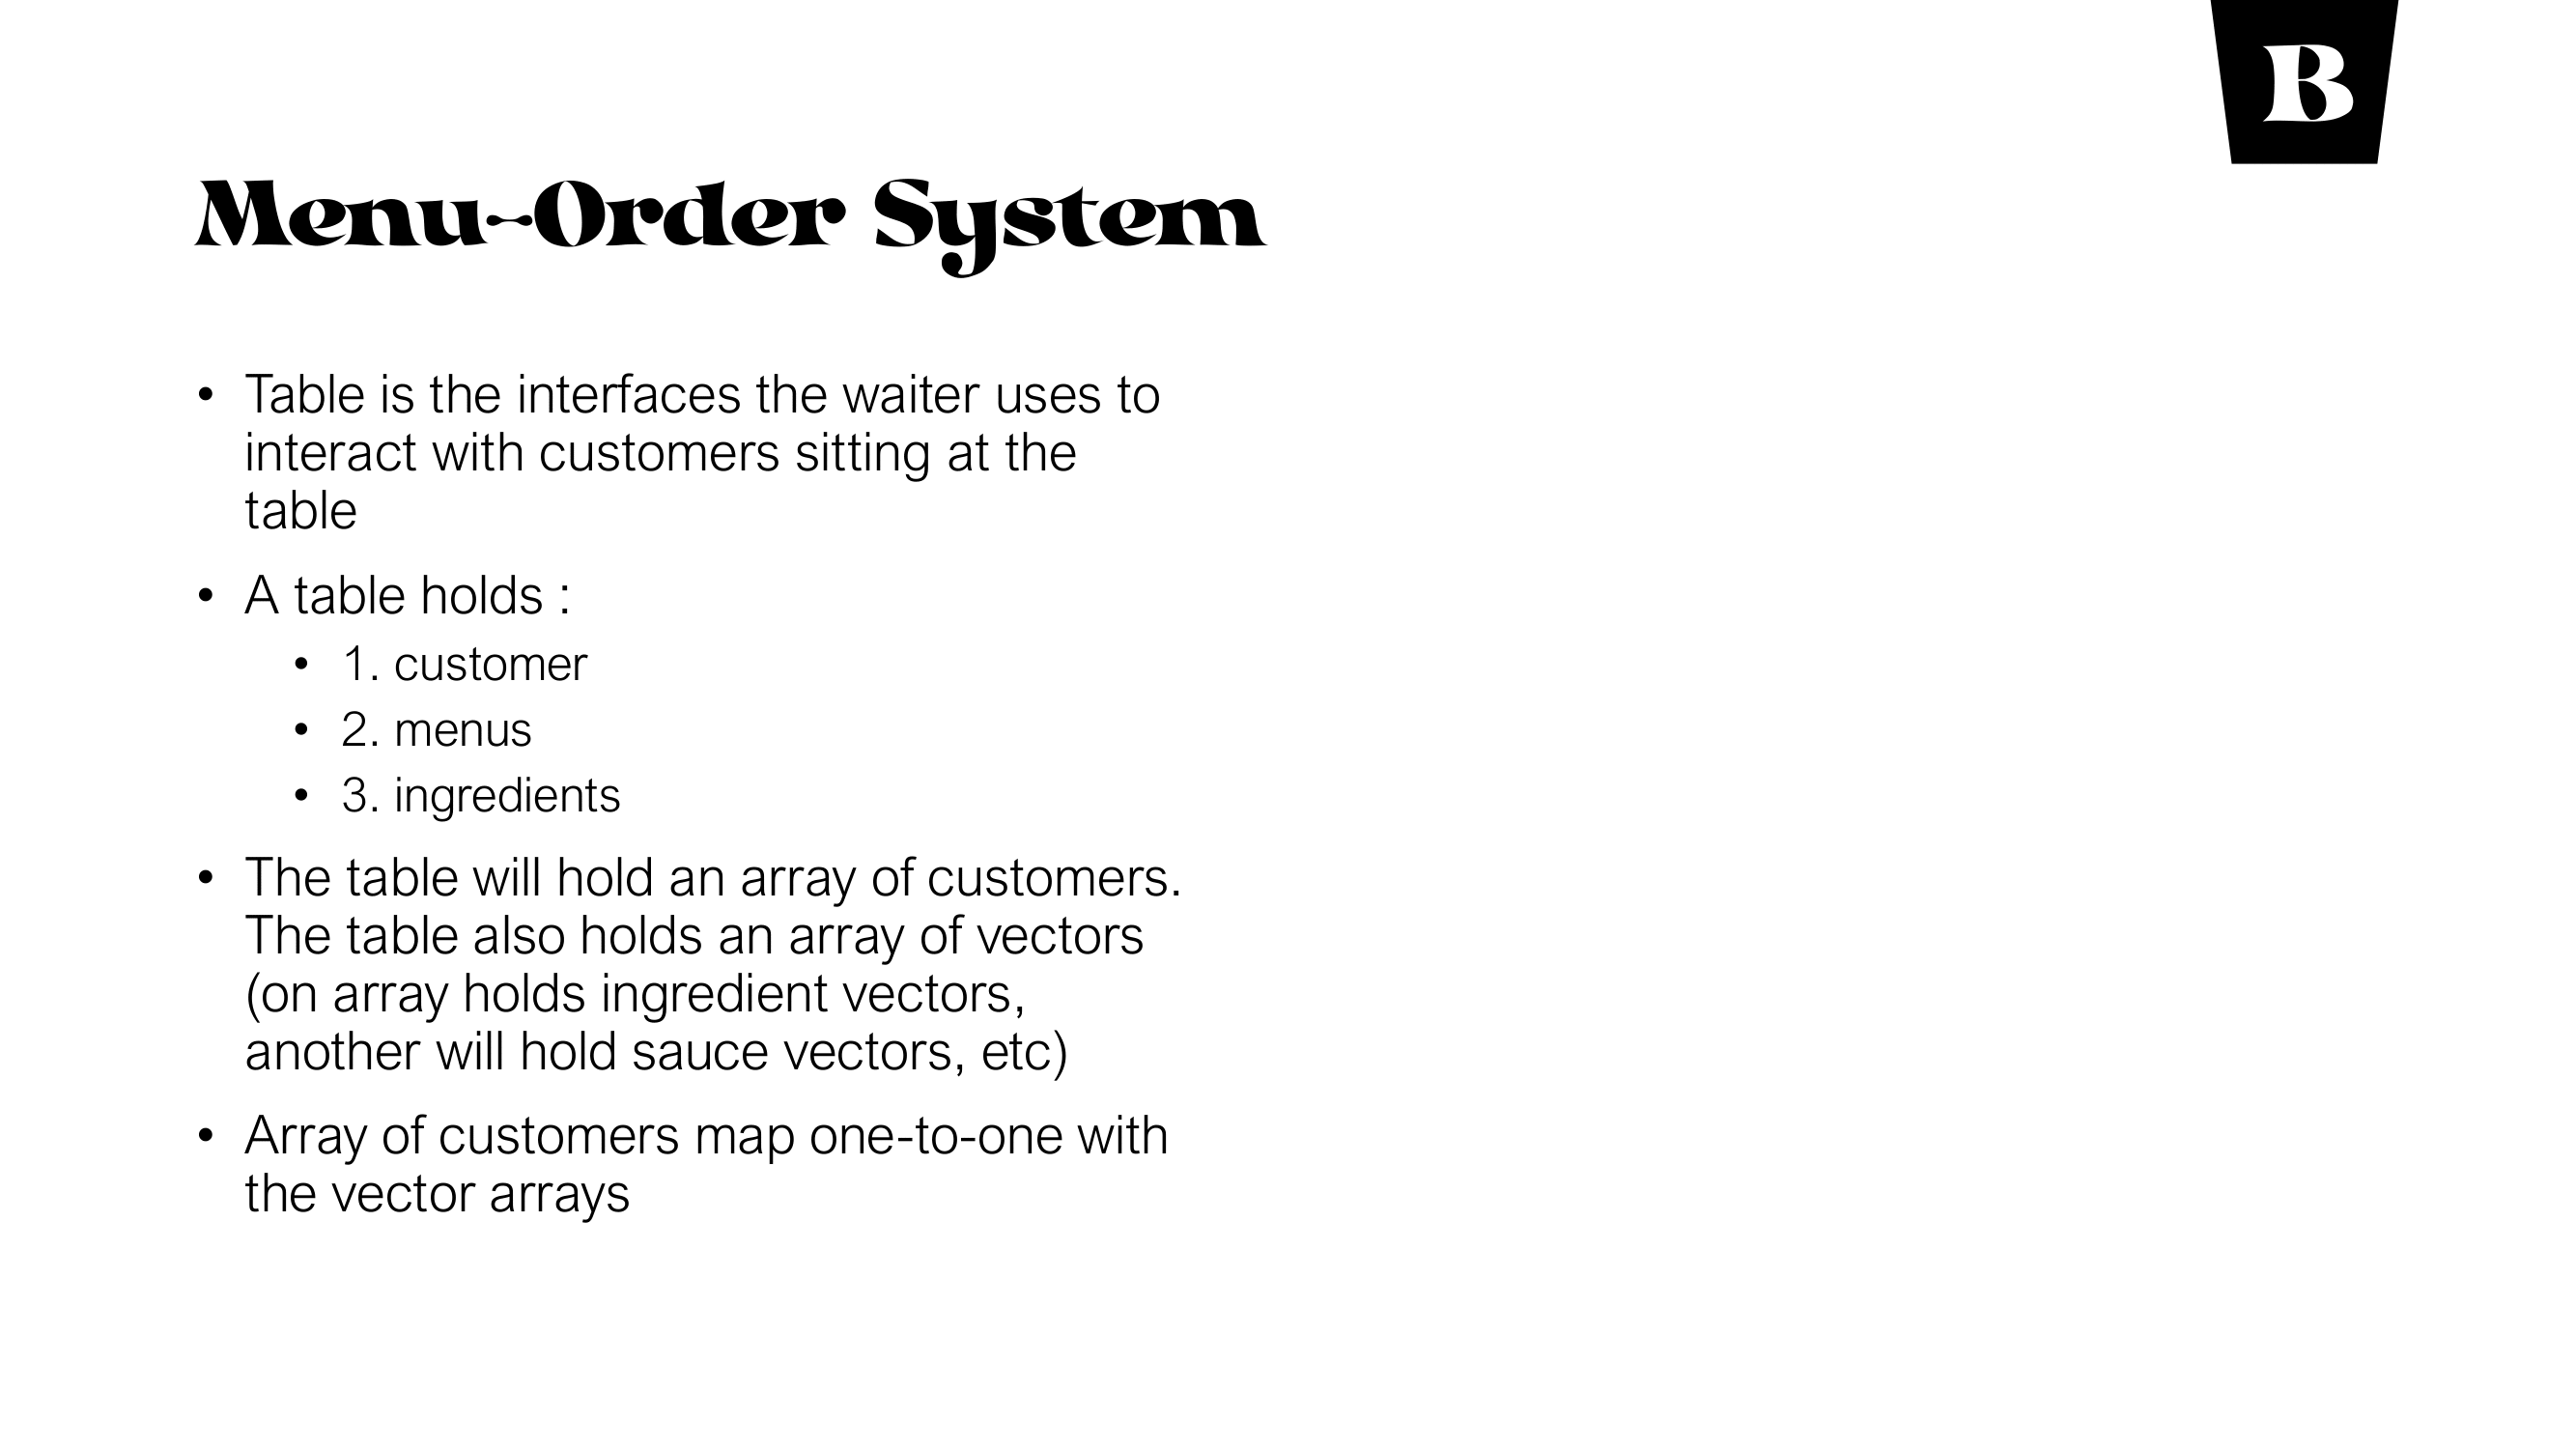 B
Menu-Order System
• Table is the interfaces the waiter uses to
interact with customers sitting at the
table
• A table holds :
• 1. customer
• 2. menus
• 3. ingredients
• The table will hold an array of customers.
The table also holds an array of vectors
(on array holds ingredient vectors,
another will hold sauce vectors, etc)
• Array of customers map one-to-one with
the vector arrays